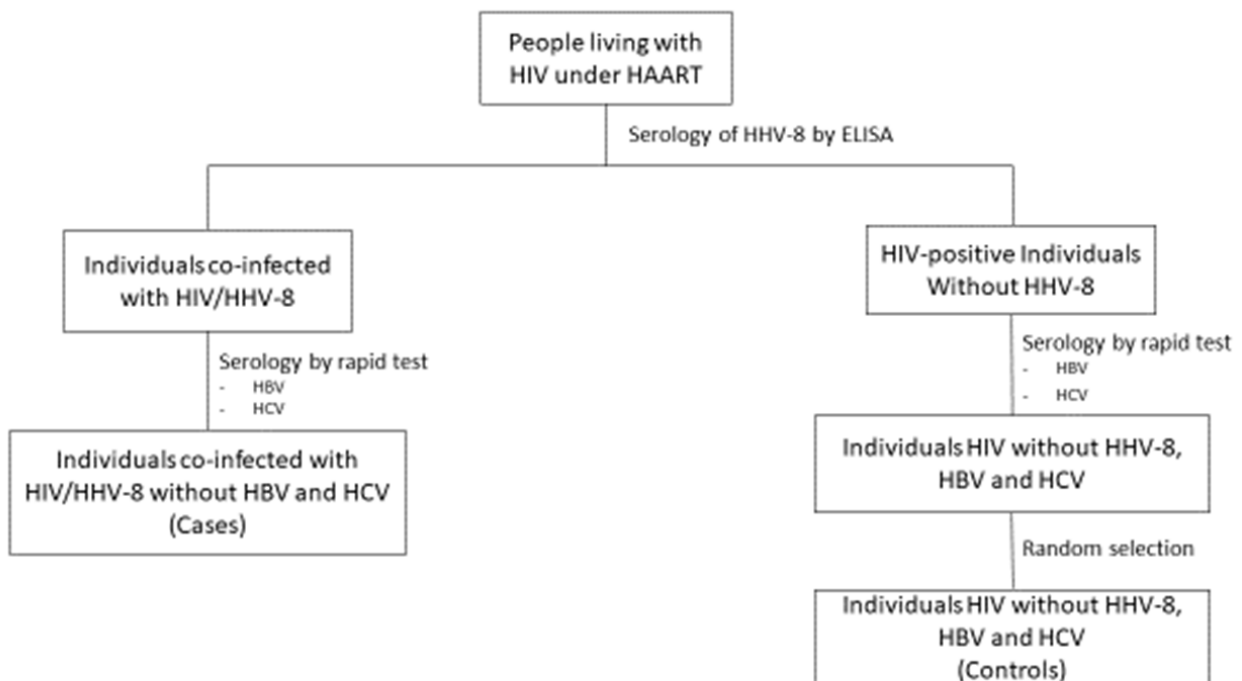 People living with
HIV under HAART
Serology of HHV-8 by ELISA
Individuals co-infected
with HIV/HHV-8
Serology by rapid test
- HBV
- HCV
Individuals co-infected with
HIV/HHV-8 without HBV and HCV
(Cases)
HIV-positive Individuals
Without HHV-8
Serology by rapid test
- HBV
- HCV
Individuals HIV without HHV-8,
HBV and HCV
Random selection
Individuals HIV without HHV-8,
HBV and HCV
(Controls)